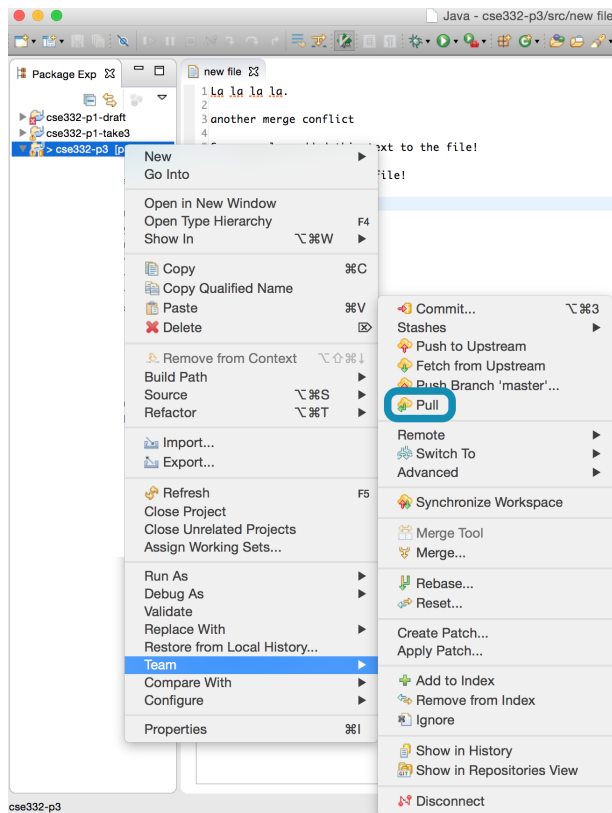 Java - cse332-p3/src/new file
Package Exp
new file
1 La la la la.
2
3 another merge conflict
4
text to the file!
file!
cse332-p1-draft
cse332-p1-take3
> cse332-p3 [p
New
Go Into
Open in New Window
Open Type Hierarchy F4
Show In ⌥⌘W
Copy ⌘C
Copy Qualified Name
Paste ⌘V
Delete ⌦
Remove from Context ⌥⇧⌘↓
Build Path
Source ⌥⌘S
Refactor ⌥⌘T
Import...
Export...
Refresh F5
Close Project
Close Unrelated Projects
Assign Working Sets...
Run As
Debug As
Validate
Replace With
Restore from Local History...
Team
Compare With
Configure
Properties ⌘I
Commit... ⌥⌘3
Stashes
Push to Upstream
Fetch from Upstream
Push Branch 'master'...
Pull
Remote
Switch To
Advanced
Synchronize Workspace
Merge Tool
Merge...
Rebase...
Reset...
Create Patch...
Apply Patch...
Add to Index
Remove from Index
Ignore
Show in History
Show in Repositories View
Disconnect
cse332-p3